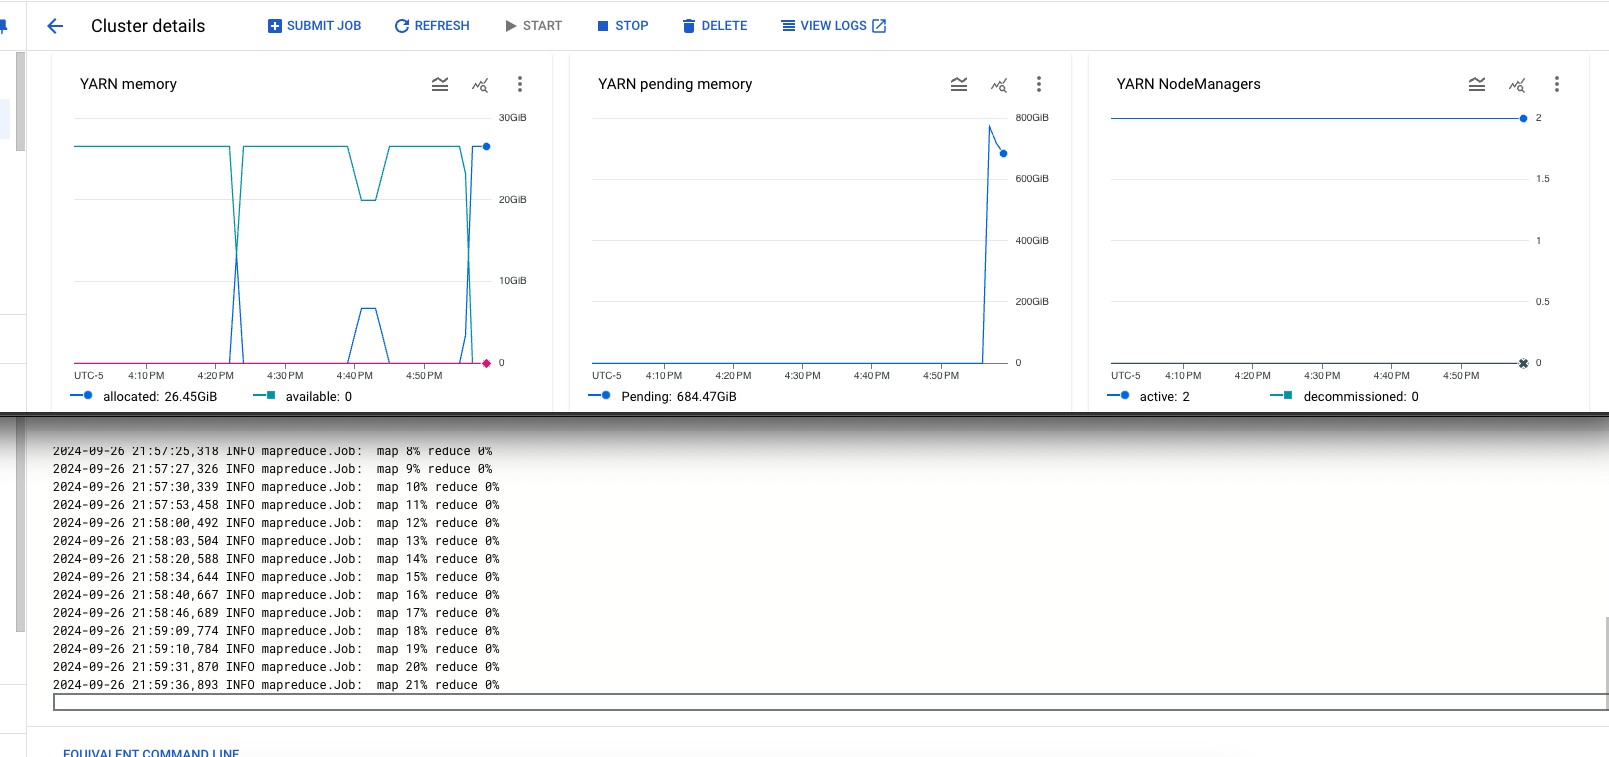 Cluster details SUBMIT JOB REFRESH START STOP DELETE VIEW LOGS
YARN memory
30GiB
20GiB
10GiB
0
UTC-5 4:10 PM 4:20 PM 4:30 PM 4:40 PM 4:50 PM
allocated: 26.45GiB available: 0
YARN pending memory
800GiB
600GiB
400GiB
200GiB
0
UTC-5 4:10 PM 4:20 PM 4:30 PM 4:40 PM 4:50 PM
Pending: 684.47GiB
YARN NodeManagers
2
1.5
1
0.5
0
UTC-5 4:10 PM 4:20 PM 4:30 PM 4:40 PM 4:50 PM
active: 2 decommissioned: 0
2024-09-26 21:57:25,318 INFO mapreduce.Job: map 8% reduce 0%
2024-09-26 21:57:27,326 INFO mapreduce.Job: map 9% reduce 0%
2024-09-26 21:57:30,339 INFO mapreduce.Job: map 10% reduce 0%
2024-09-26 21:57:53,458 INFO mapreduce.Job: map 11% reduce 0%
2024-09-26 21:58:00,492 INFO mapreduce.Job: map 12% reduce 0%
2024-09-26 21:58:03,504 INFO mapreduce.Job: map 13% reduce 0%
2024-09-26 21:58:20,588 INFO mapreduce.Job: map 14% reduce 0%
2024-09-26 21:58:34,644 INFO mapreduce.Job: map 15% reduce 0%
2024-09-26 21:58:40,667 INFO mapreduce.Job: map 16% reduce 0%
2024-09-26 21:58:46,689 INFO mapreduce.Job: map 17% reduce 0%
2024-09-26 21:59:09,774 INFO mapreduce.Job: map 18% reduce 0%
2024-09-26 21:59:10,784 INFO mapreduce.Job: map 19% reduce 0%
2024-09-26 21:59:31,870 INFO mapreduce.Job: map 20% reduce 0%
2024-09-26 21:59:36,893 INFO mapreduce.Job: map 21% reduce 0%
EQUIVALENT COMMAND LINE